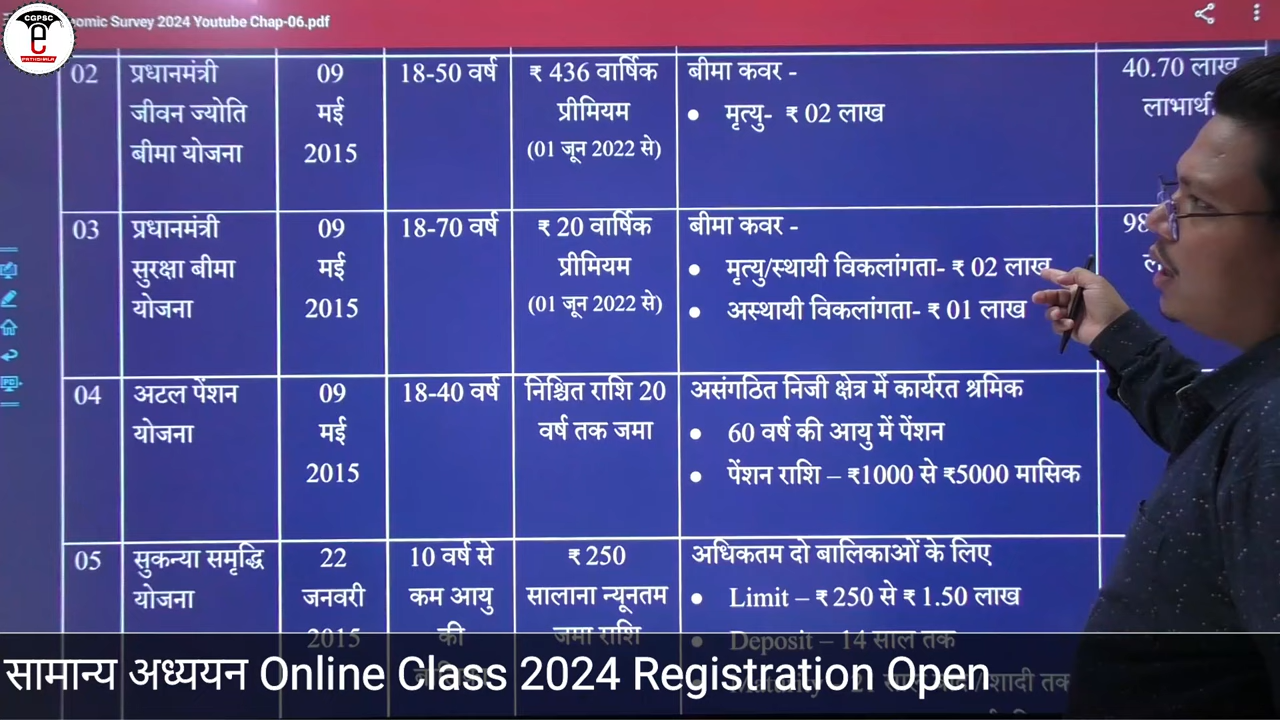 CGPSC
e
PATHSHALA
omic Survey 2024 Youtube Chap-06.pdf
02
प्रधानमंत्री
जीवन ज्योति
बीमा योजना
09
मई
2015
18-50 वर्ष
₹ 436 वार्षिक
प्रीमियम
(01 जून 2022 से)
बीमा कवर -
● मृत्यु- ₹ 02 लाख
40.70 लाख
लाभार्थी
03
प्रधानमंत्री
सुरक्षा बीमा
योजना
09
मई
2015
18-70 वर्ष
₹ 20 वार्षिक
प्रीमियम
(01 जून 2022 से)
बीमा कवर -
● मृत्यु/स्थायी विकलांगता- ₹ 02 लाख
● अस्थायी विकलांगता- ₹ 01 लाख
98
04
अटल पेंशन
योजना
09
मई
2015
18-40 वर्ष
निश्चित राशि 20
वर्ष तक जमा
असंगठित निजी क्षेत्र में कार्यरत श्रमिक
● 60 वर्ष की आयु में पेंशन
● पेंशन राशि – ₹1000 से ₹5000 मासिक
05
सुकन्या समृद्धि
योजना
22
जनवरी
2015
10 वर्ष से
कम आयु
की
₹ 250
सालाना न्यूनतम
जमा राशि
अधिकतम दो बालिकाओं के लिए
● Limit – ₹ 250 से ₹ 1.50 लाख
● Deposit – 14 साल तक
शादी तक
सामान्य अध्ययन Online Class 2024 Registration Open